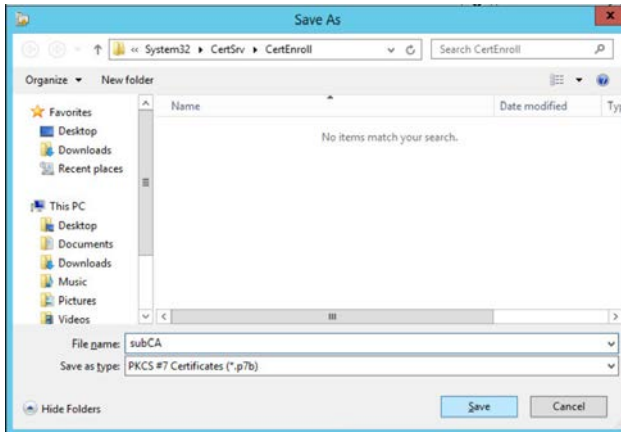 Save As
x
« System32 ▸ CertSrv ▸ CertEnroll
Search CertEnroll
Organize ▾ New folder
Favorites
Desktop
Downloads
Recent places
This PC
Desktop
Documents
Downloads
Music
Pictures
Videos
Name Date modified Ty
No items match your search.
File name: subCA
Save as type: PKCS #7 Certificates (*.p7b)
Hide Folders
Save Cancel